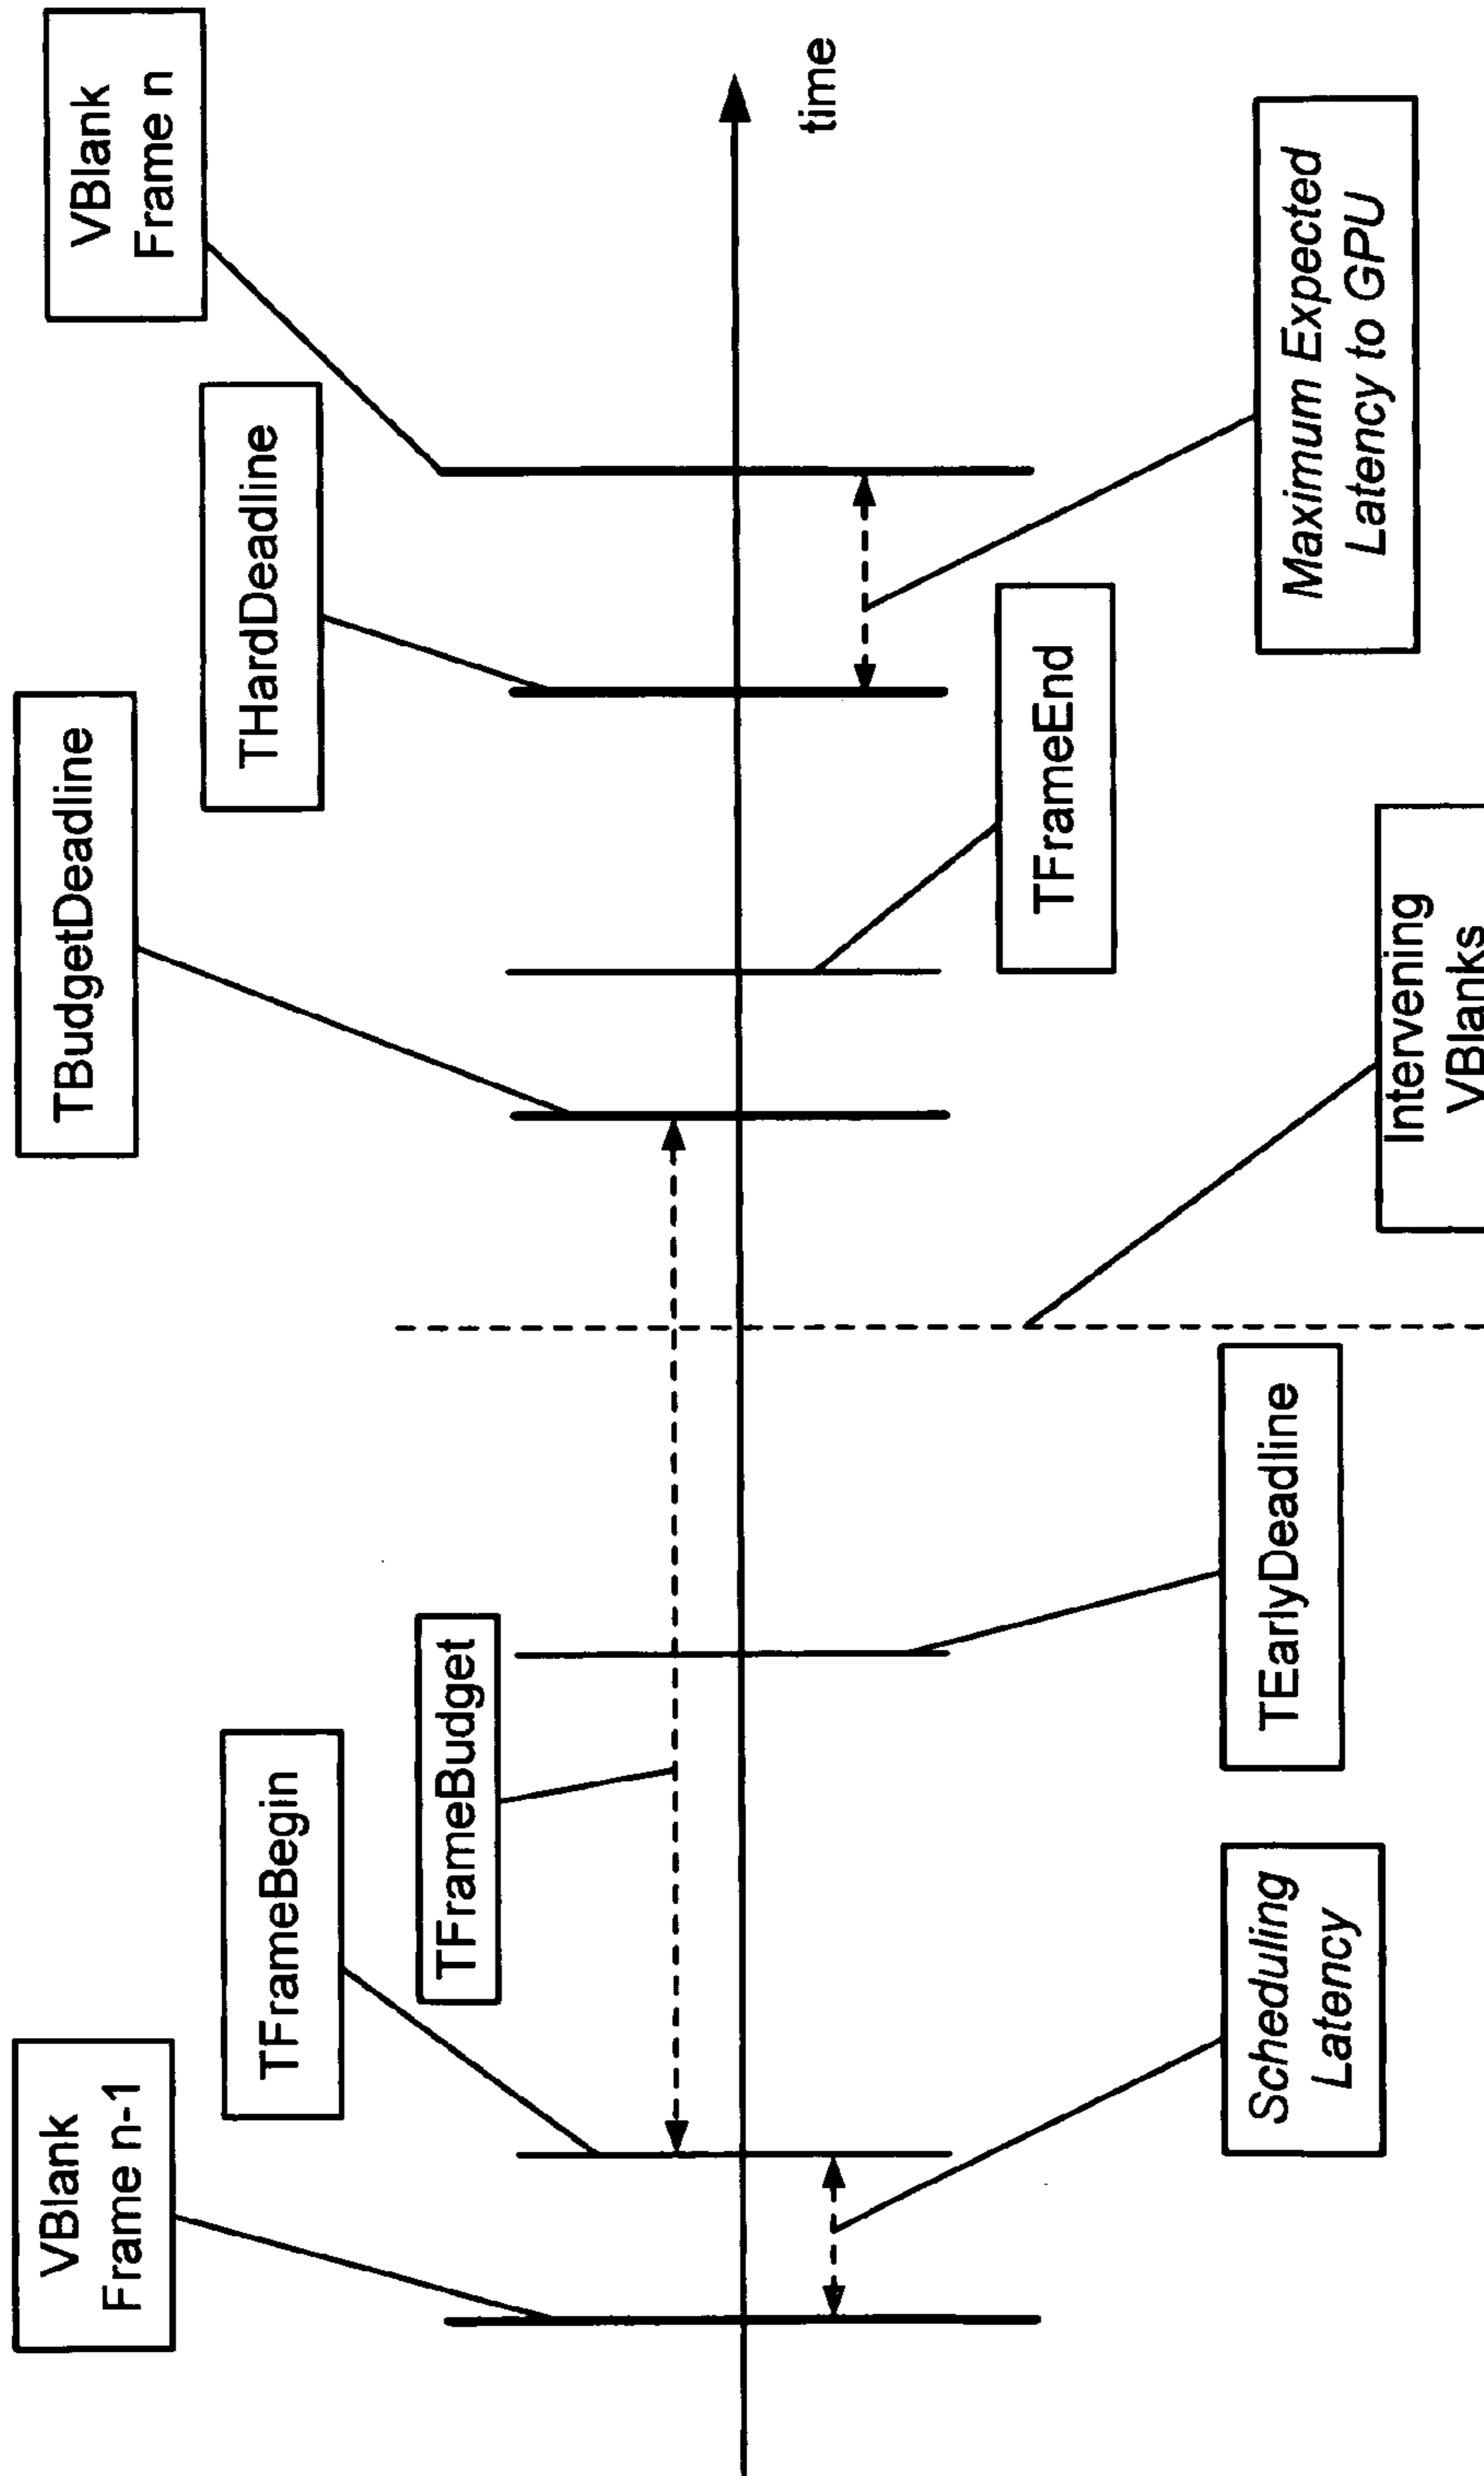 VBlank
Frame n-1
TFrameBegin
TFrameBudget
TBudgetDeadline
THardDeadline
VBlank
Frame n
time
Scheduling
Latency
TEarlyDeadline
Intervening
VBlanks
TFrameEnd
Maximum Expected
Latency to GPU